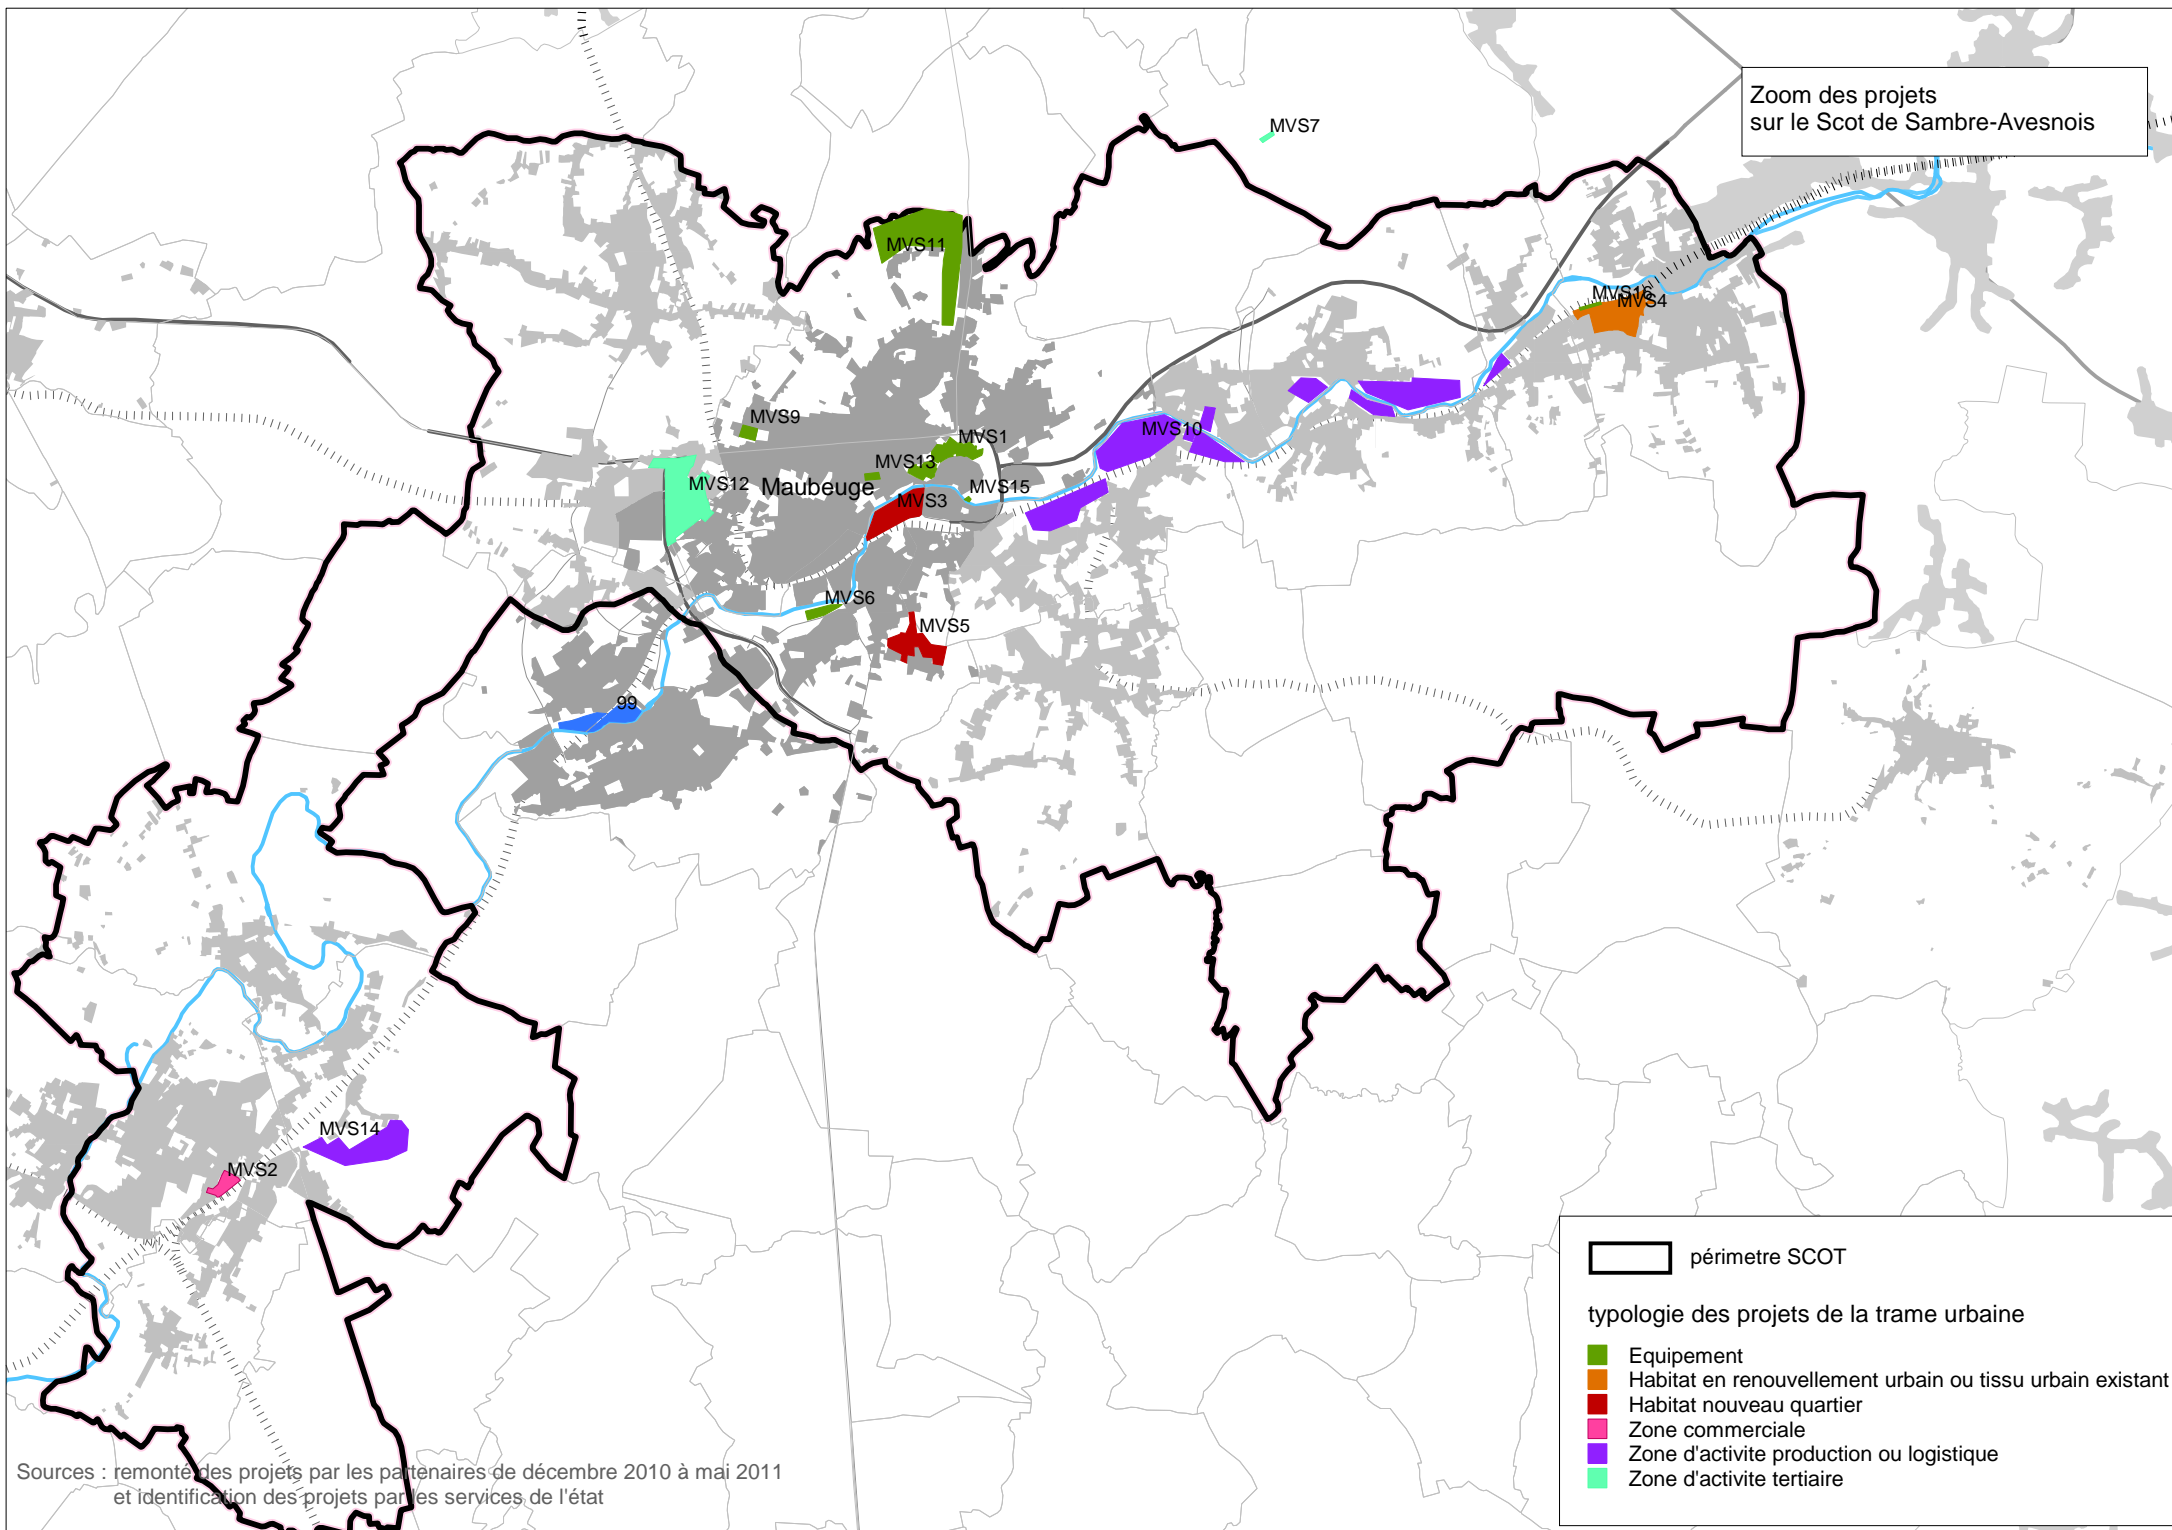 Zoom des projets
sur le Scot de Sambre-Avesnois
MVS7
MVS11
MVS16
MVS4
MVS9
MVS1
MVS10
MVS13
MVS12
Maubeuge
MVS15
MVS3
MVS6
MVS5
99
MVS14
MVS2
périmetre SCOT
typologie des projets de la trame urbaine
Equipement
Habitat en renouvellement urbain ou tissu urbain existant
Habitat nouveau quartier
Zone commerciale
Zone d'activite production ou logistique
Zone d'activite tertiaire
Sources : remonté des projets par les partenaires de décembre 2010 à mai 2011
et identification des projets par les services de l'état